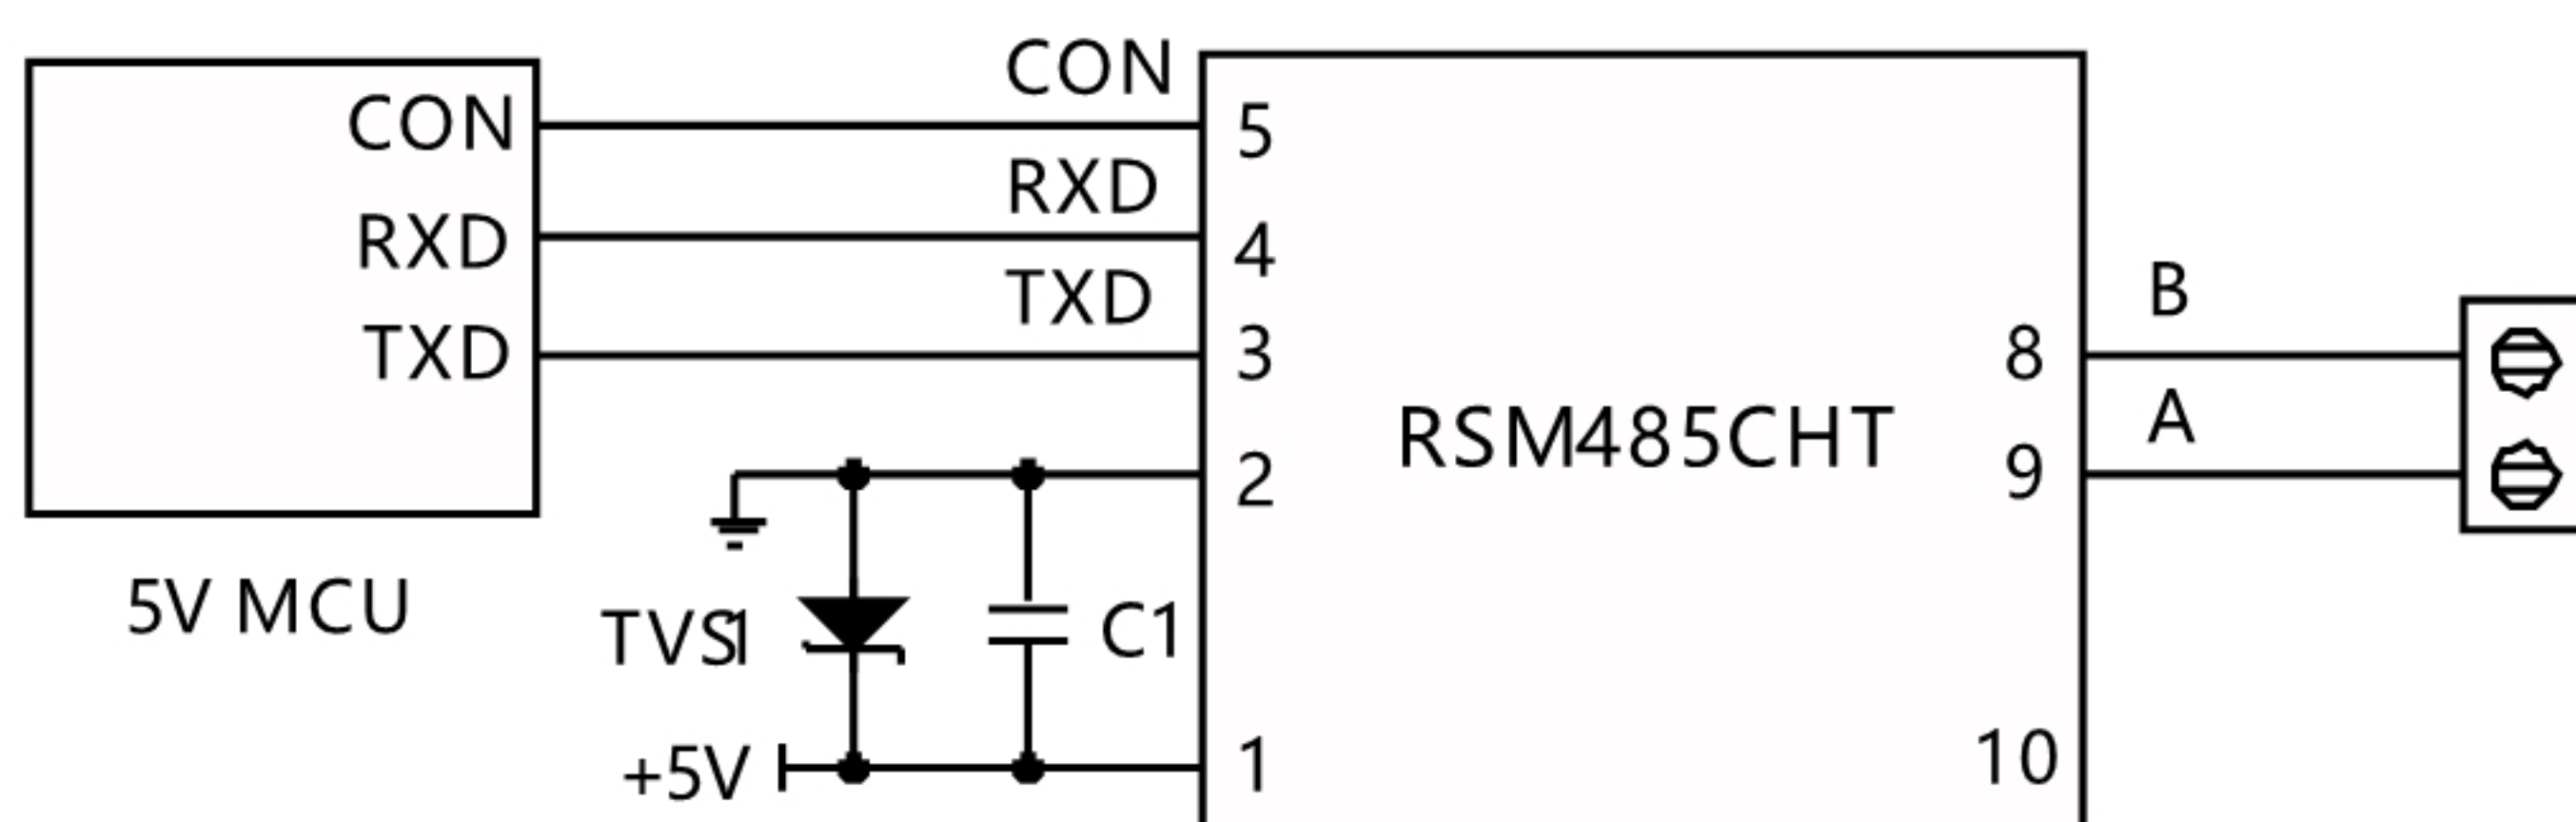 CON
CON
5
RXD
RXD
4
TXD
TXD
3
2
RSM485CHT
B
8
A
9
5V MCU
TVS1
C1
+5V
1
10